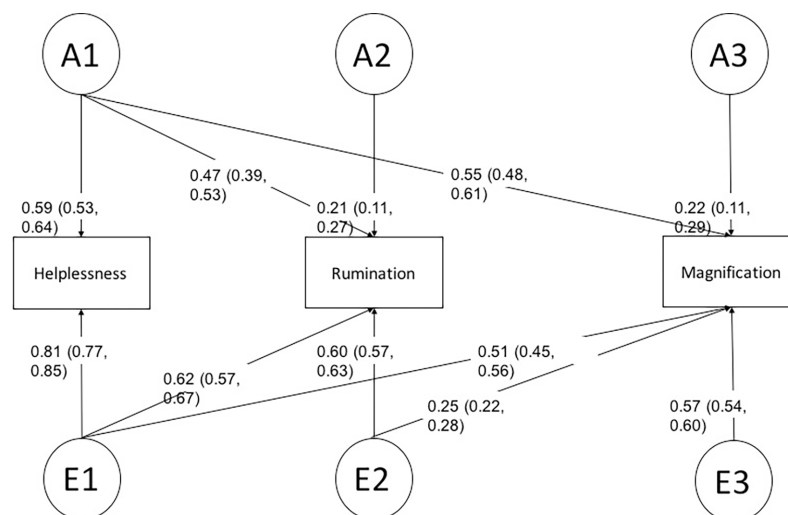 A1
A2
A3
0.47 (0.39,
0.53)
0.55 (0.48,
0.61)
0.59 (0.53,
0.64)
0.21 (0.11,
0.27)
0.22 (0.11,
0.29)
Helplessness
Rumination
Magnification
0.81 (0.77,
0.85)
0.62 (0.57,
0.67)
0.60 (0.57,
0.63)
0.51 (0.45,
0.56)
0.25 (0.22,
0.28)
0.57 (0.54,
0.60)
E1
E2
E3